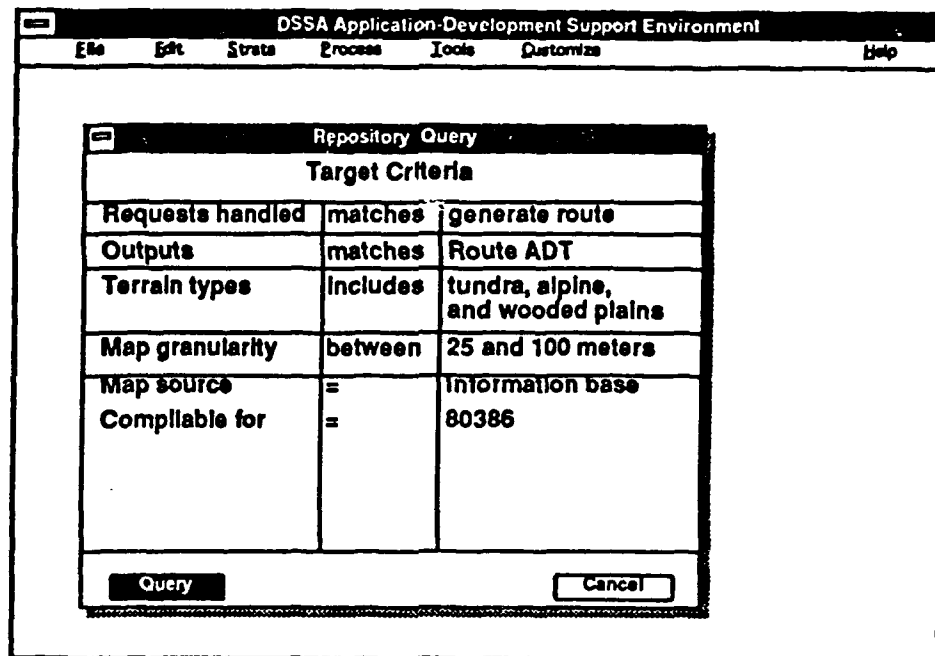 DSSA Application-Development Support Environment
File Edit Strata Process Tools Customize Help
Repository Query
Target Criteria
Requests handled matches generate route
Outputs matches Route ADT
Terrain types includes tundra, alpine,
and wooded plains
Map granularity between 25 and 100 meters
Map source = Information base
Compilable for = 80386
Query Cancel